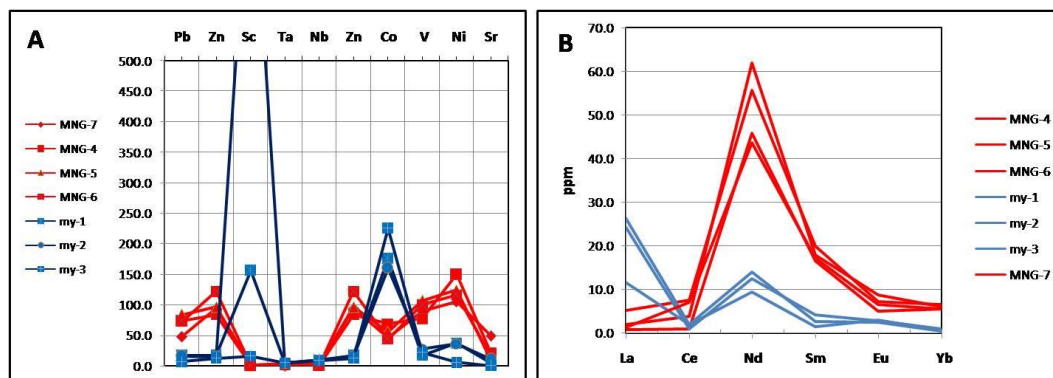 A
Pb Zn Sc Ta Nb Zn Co V Ni Sr
500.0
450.0
400.0
350.0
300.0
250.0
200.0
150.0
100.0
50.0
0.0
MNG-7
MNG-4
MNG-5
MNG-6
my-1
my-2
my-3
B
ppm
70.0
60.0
50.0
40.0
30.0
20.0
10.0
0.0
La Ce Nd Sm Eu Yb
MNG-4
MNG-5
MNG-6
my-1
my-2
my-3
MNG-7